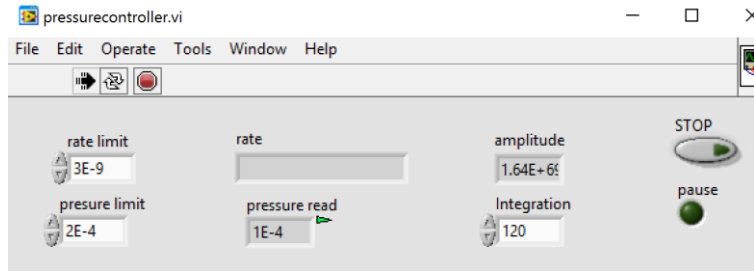 pressurecontroller.vi
File Edit Operate Tools Window Help
rate limit rate amplitude STOP
3E-9 1.64E+69
presure limit pressure read Integration pause
2E-4 1E-4 120